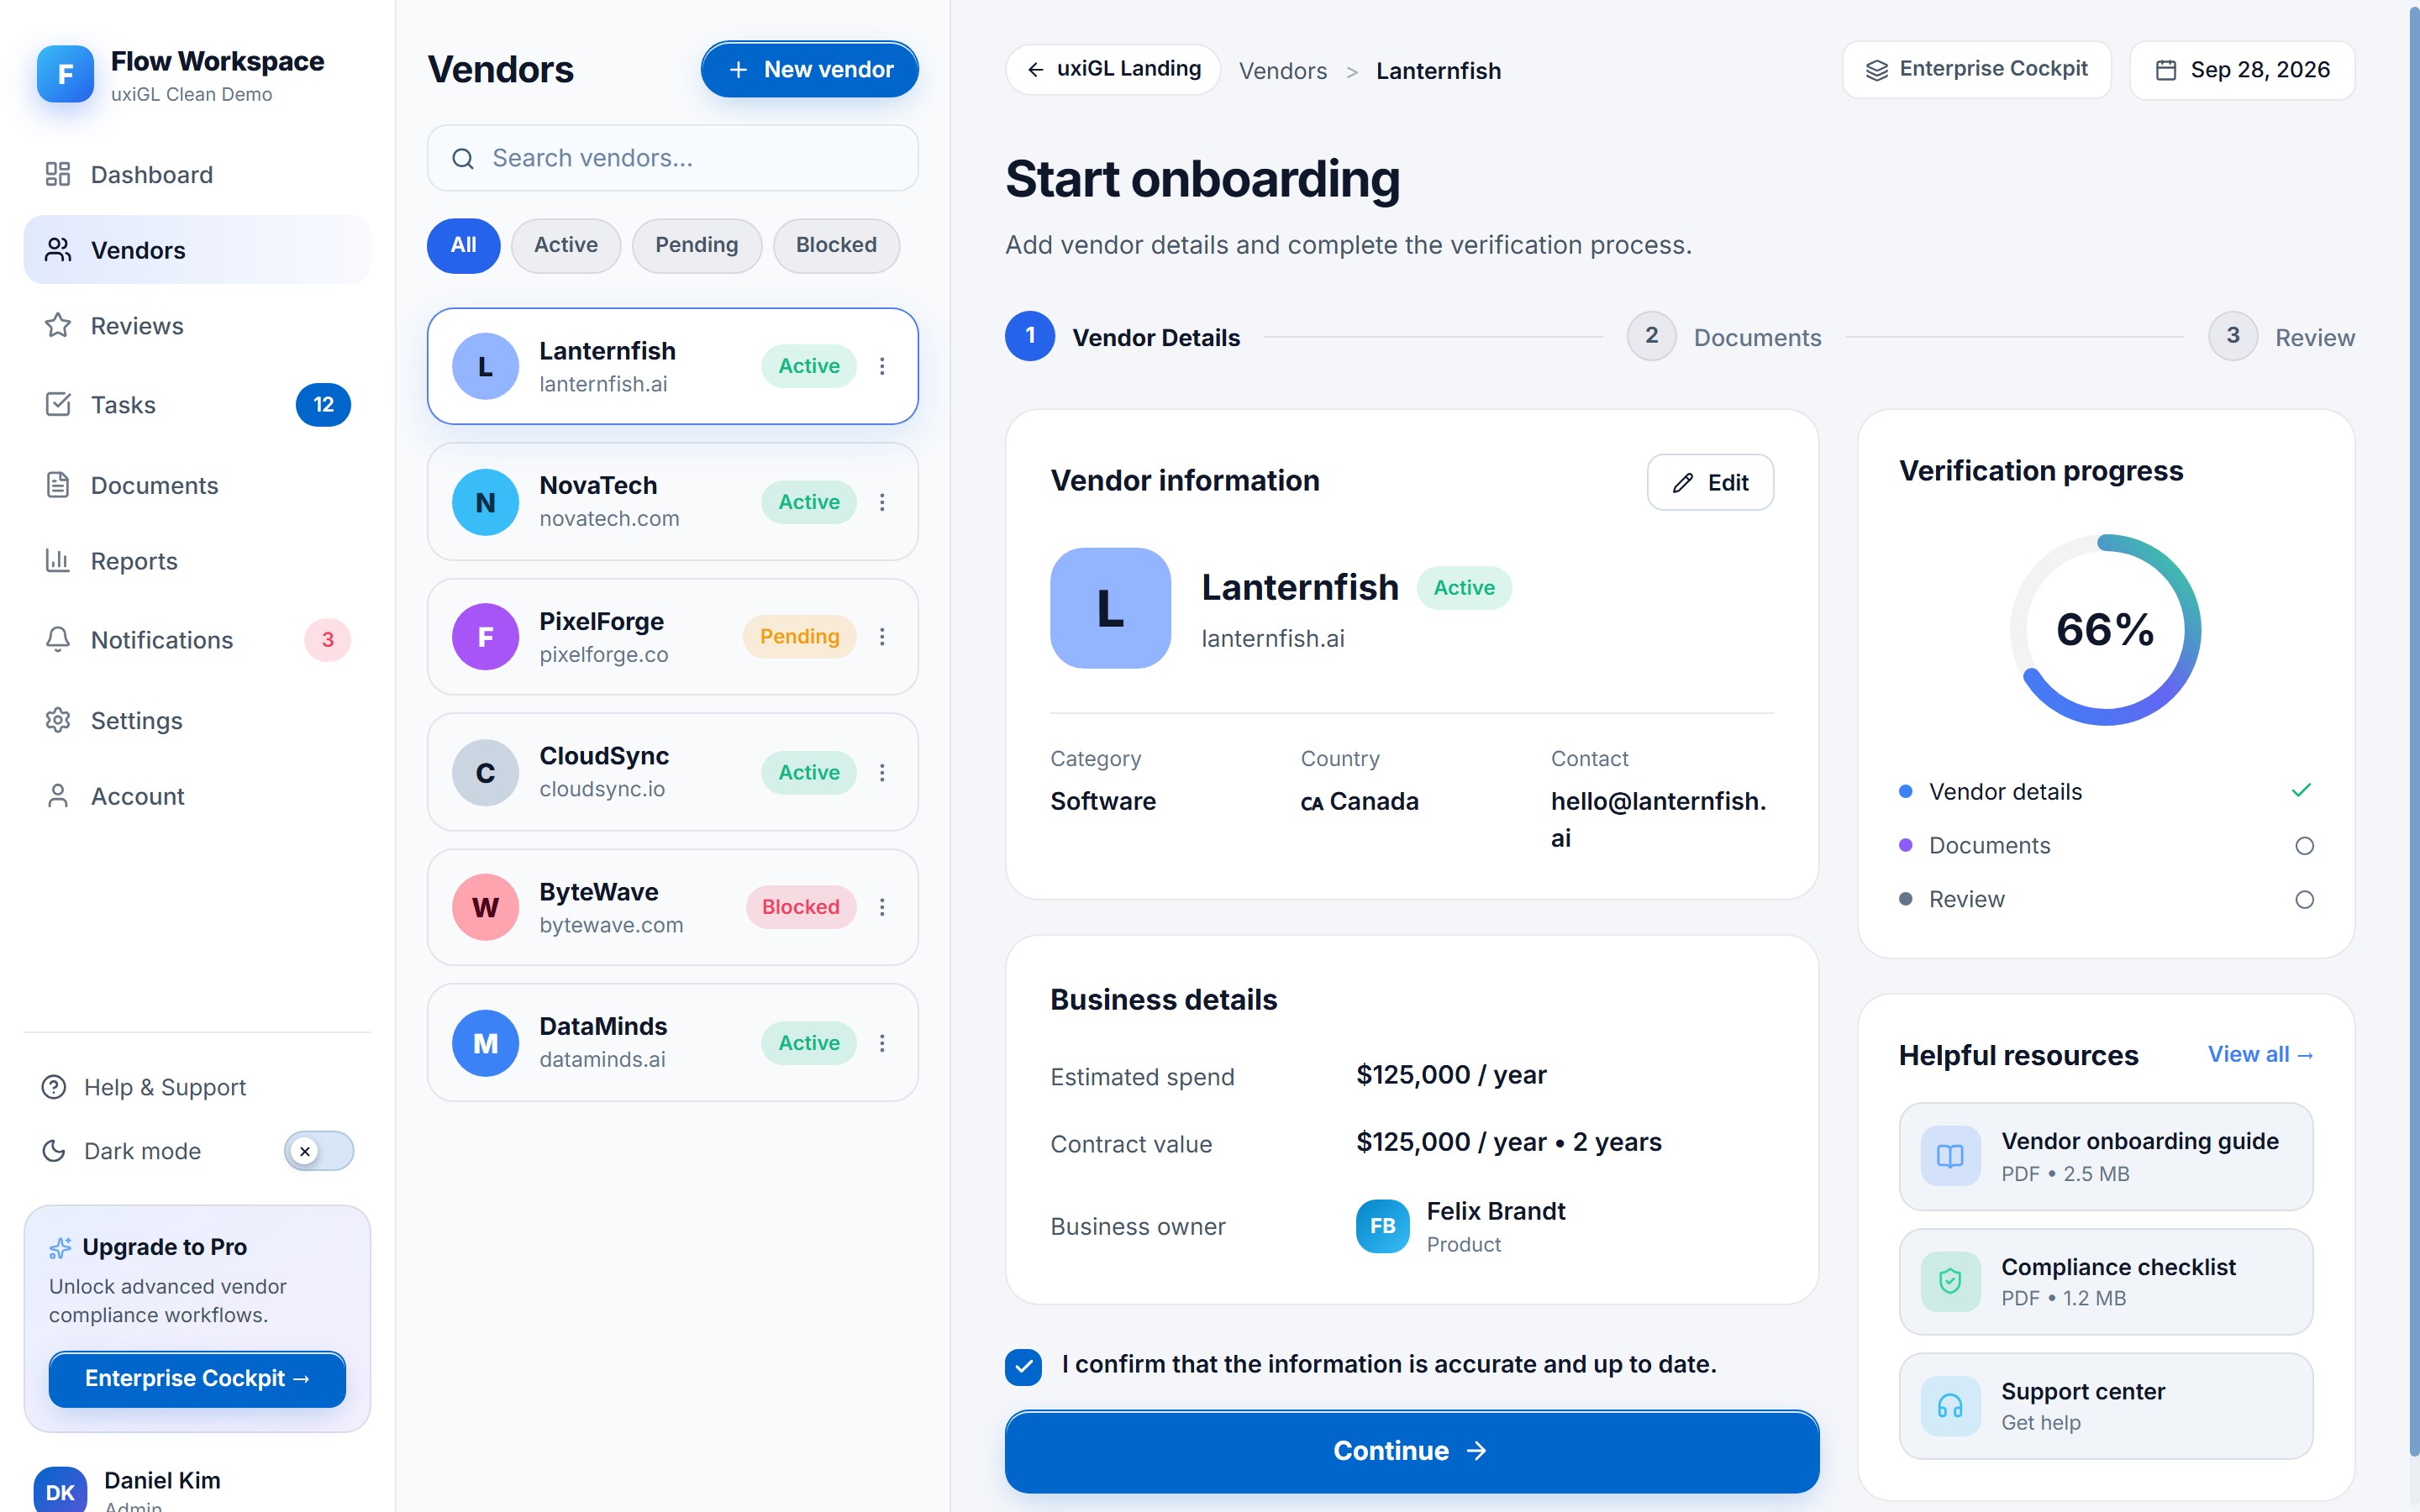 F
Flow Workspace
uxiGL Clean Demo
Dashboard
Vendors
Reviews
Tasks
12
Documents
Reports
Notifications
3
Settings
Account
Help & Support
Dark mode
Upgrade to Pro
Unlock advanced vendor
compliance workflows.
Enterprise Cockpit →
DK
Daniel Kim
Admin
Vendors
New vendor
Search vendors...
All
Active
Pending
Blocked
L
Lanternfish
lanternfish.ai
Active
N
NovaTech
novatech.com
Active
F
PixelForge
pixelforge.co
Pending
C
CloudSync
cloudsync.io
Active
W
ByteWave
bytewave.com
Blocked
M
DataMinds
dataminds.ai
Active
uxiGL Landing
Vendors > Lanternfish
Enterprise Cockpit
Sep 28, 2026
Start onboarding
Add vendor details and complete the verification process.
1 Vendor Details
2 Documents
3 Review
Vendor information
Edit
L
Lanternfish
Active
lanternfish.ai
Category
Software
Country
CA Canada
Contact
hello@lanternfish.
ai
Business details
Estimated spend
$125,000 / year
Contract value
$125,000 / year • 2 years
Business owner
FB
Felix Brandt
Product
I confirm that the information is accurate and up to date.
Continue →
Verification progress
66%
Vendor details
Documents
Review
Helpful resources
View all →
Vendor onboarding guide
PDF • 2.5 MB
Compliance checklist
PDF • 1.2 MB
Support center
Get help